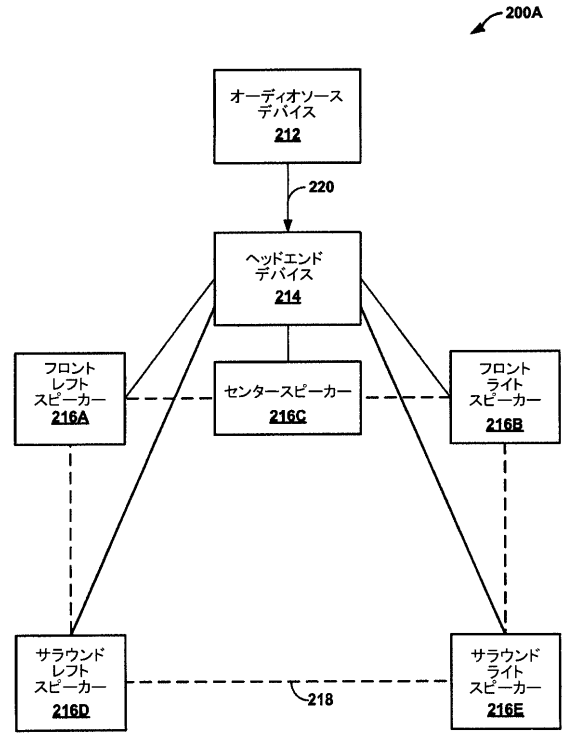 200A
オーディオソース
デバイス
212
220
ヘッドエンド
デバイス
214
フロント
レフト
スピーカー
216A
センタースピーカー
216C
フロント
ライト
スピーカー
216B
サラウンド
レフト
スピーカー
216D
218
サラウンド
ライト
スピーカー
216E